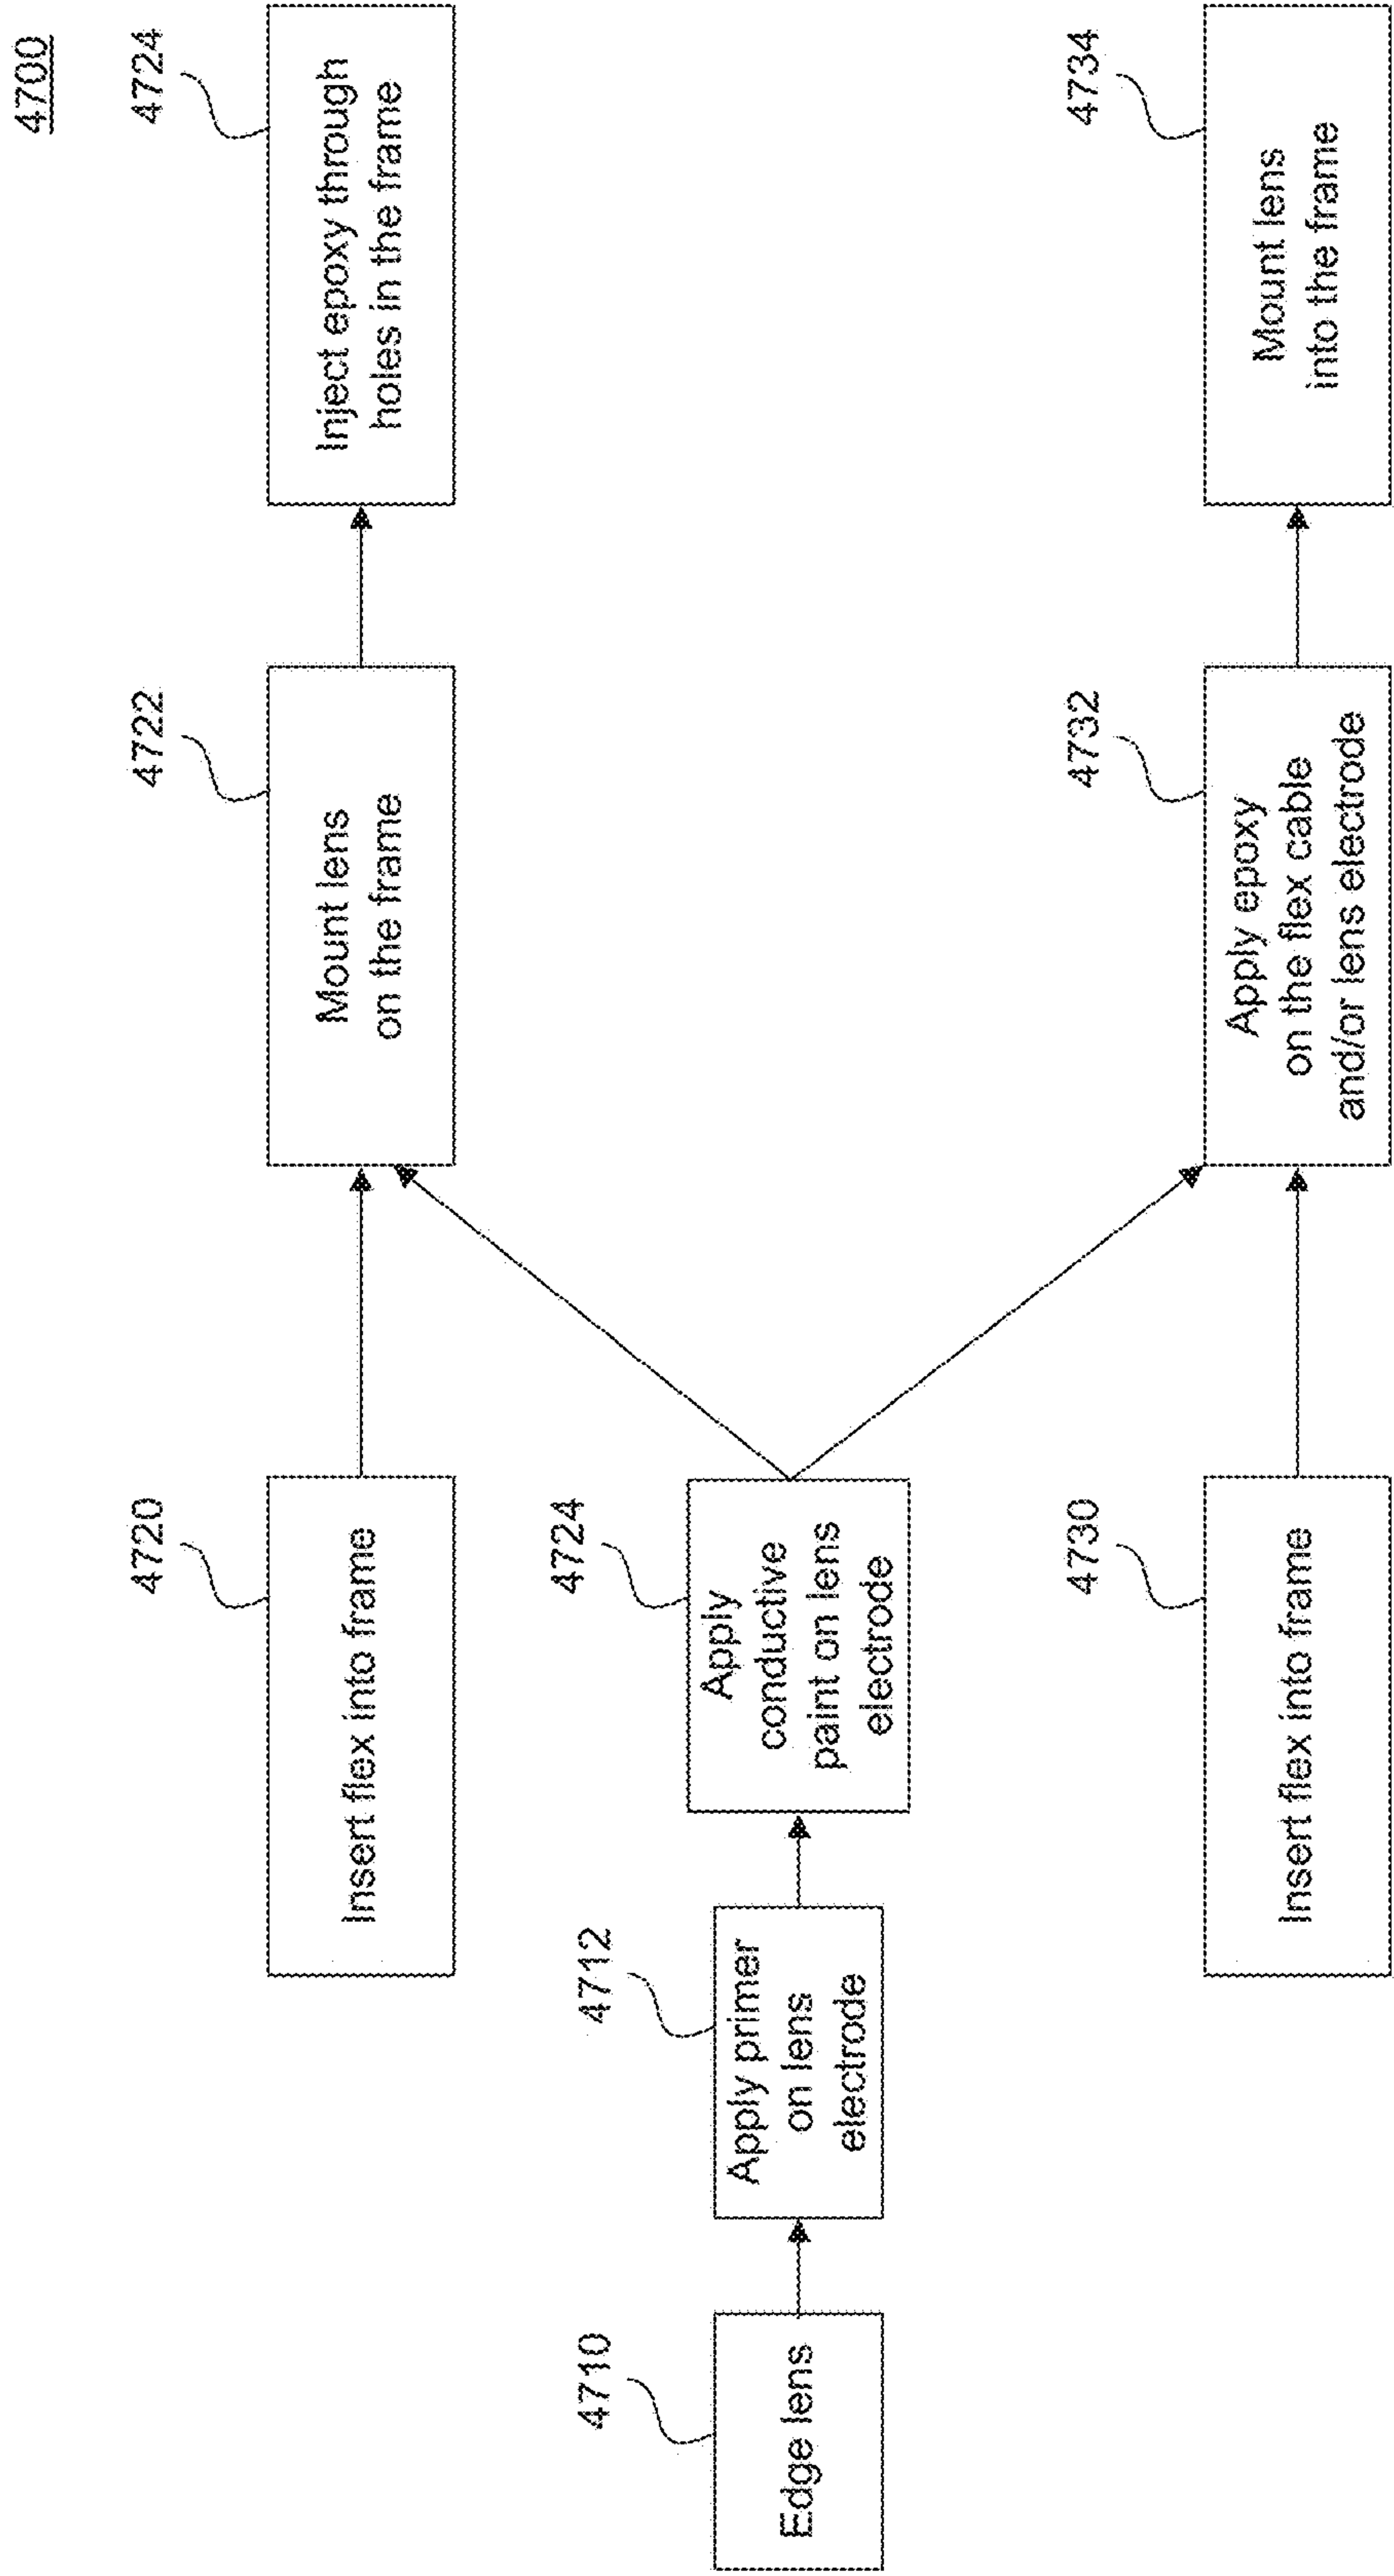 4700
4720
Insert flex into frame
4722
Mount lens
on the frame
4724
Inject epoxy through
holes in the frame
4710
Edge lens
4712
Apply primer
on lens
electrode
4724
Apply
conductive
paint on lens
electrode
4730
Insert flex into frame
4732
Apply epoxy
on the flex cable
and/or lens electrode
4734
Mount lens
into the frame